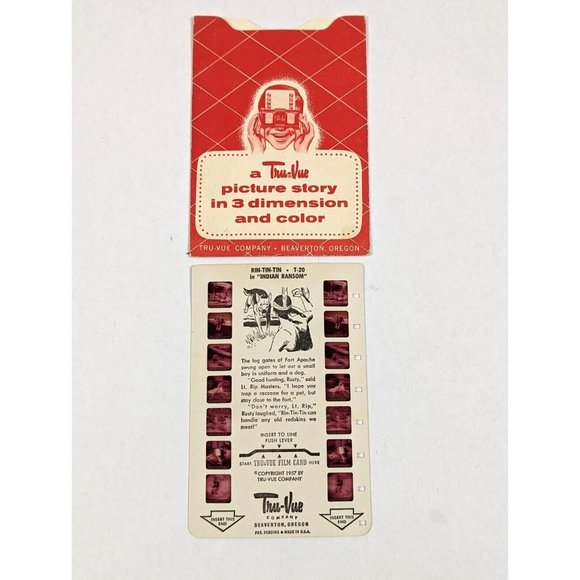 a Tru-Vue
picture story
in 3 dimension
and color
TRU-VUE COMPANY • BEAVERTON, OREGON
RIN-TIN-TIN • T-20
in "INDIAN RANSOM"
The log gates of Fort Apache
swung open to let out a small
boy in uniform and a dog.
"Good hunting, Rusty," said
Lt. Rip Masters. "I hope you
trap a raccoon for a pet, but
stay close to the fort."
"Don't worry, Lt. Rip,"
Rusty laughed, "Rin-Tin-Tin can
handle any old redskins we
meet!"
INSERT TO LINE
PUSH LEVER
START TRU-VUE FILM CARD HERE
© COPYRIGHT 1957 BY
TRU-VUE COMPANY
INSERT THIS
END
Tru-Vue
COMPANY
BEAVERTON, OREGON
PAT. PENDING • MADE IN U.S.A.
INSERT THIS
END